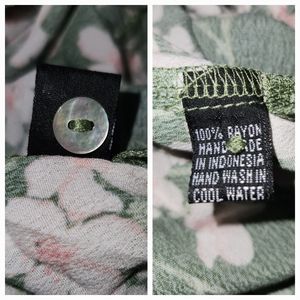 100% RAYON
HAND MADE
IN INDONESIA
HAND WASH IN
COOL WATER